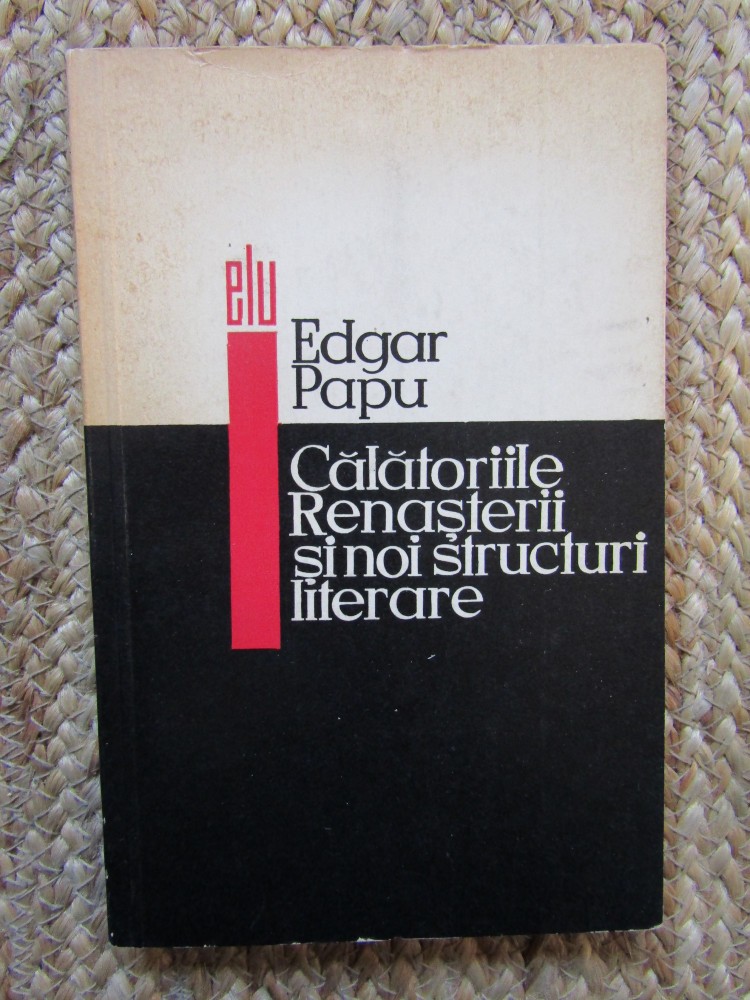 elu
Edgar
Papu
Călătoriile
Renașterii
și noi structuri
literare